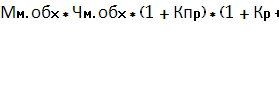 Мм. обх * Чм. обх * (1 + Кпр) * (1 + Кр +